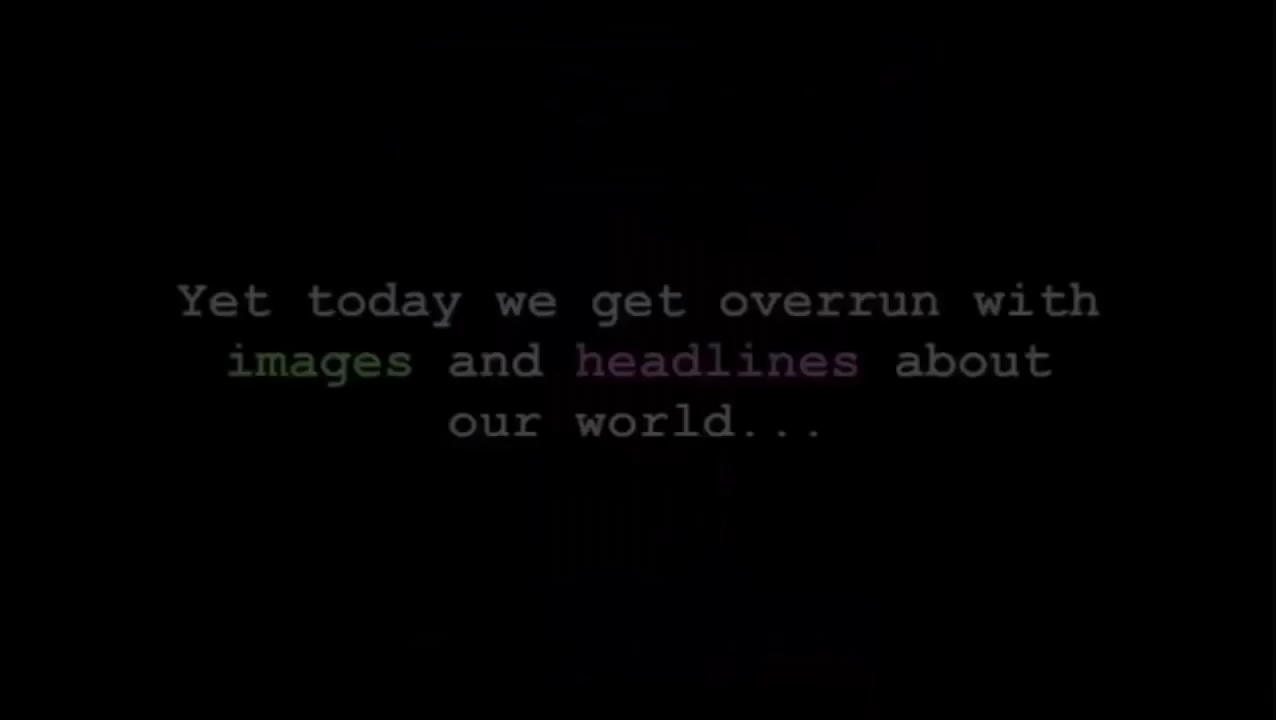 Yet today we get overrun with
images and headlines about
our world...